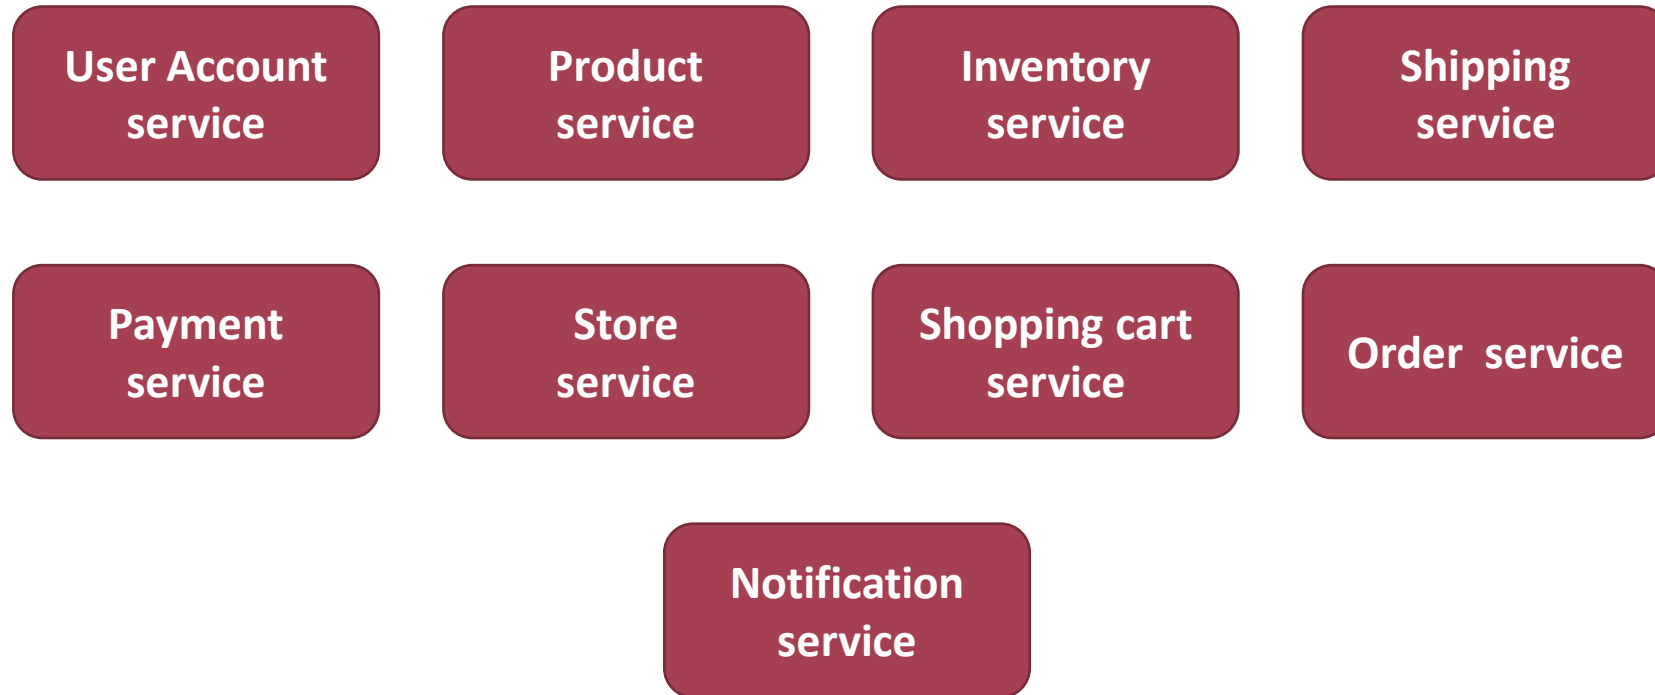 User Account
service
Product
service
Inventory
service
Shipping
service
Payment
service
Store
service
Shopping cart
service
Order  service
Notification
service